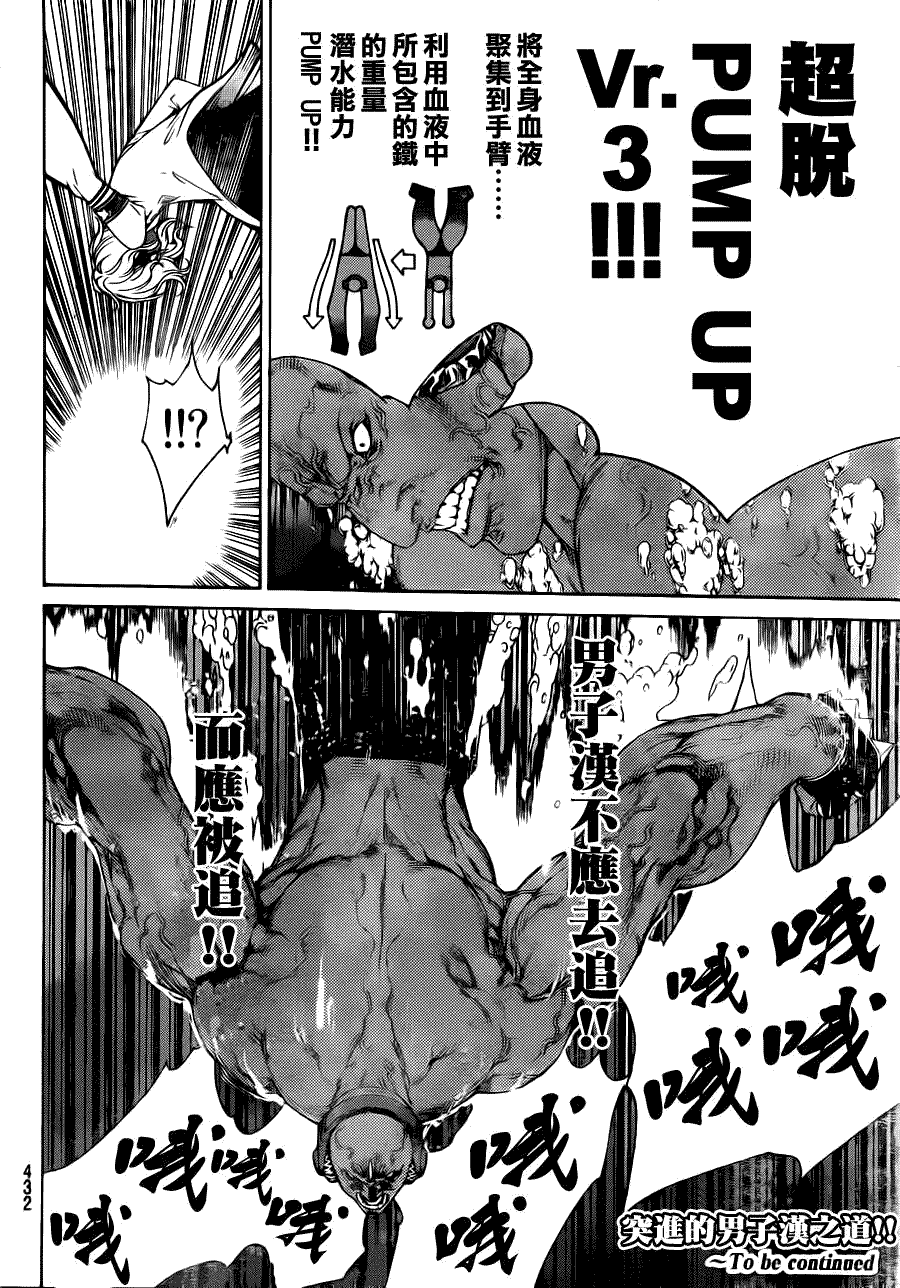 超脫
PUMP UP
Vr.
3!!!
將全身血液
聚集到手臂……
利用血液中
所包含的鐵
的重量
潛水能力
PUMP UP!!
!!?
男子漢不應去追!!
而應被追!!
哦
哦
哦
哦
哦
哦
哦
哦
哦
哦
突進的男子漢之道!!
~To be continued
432